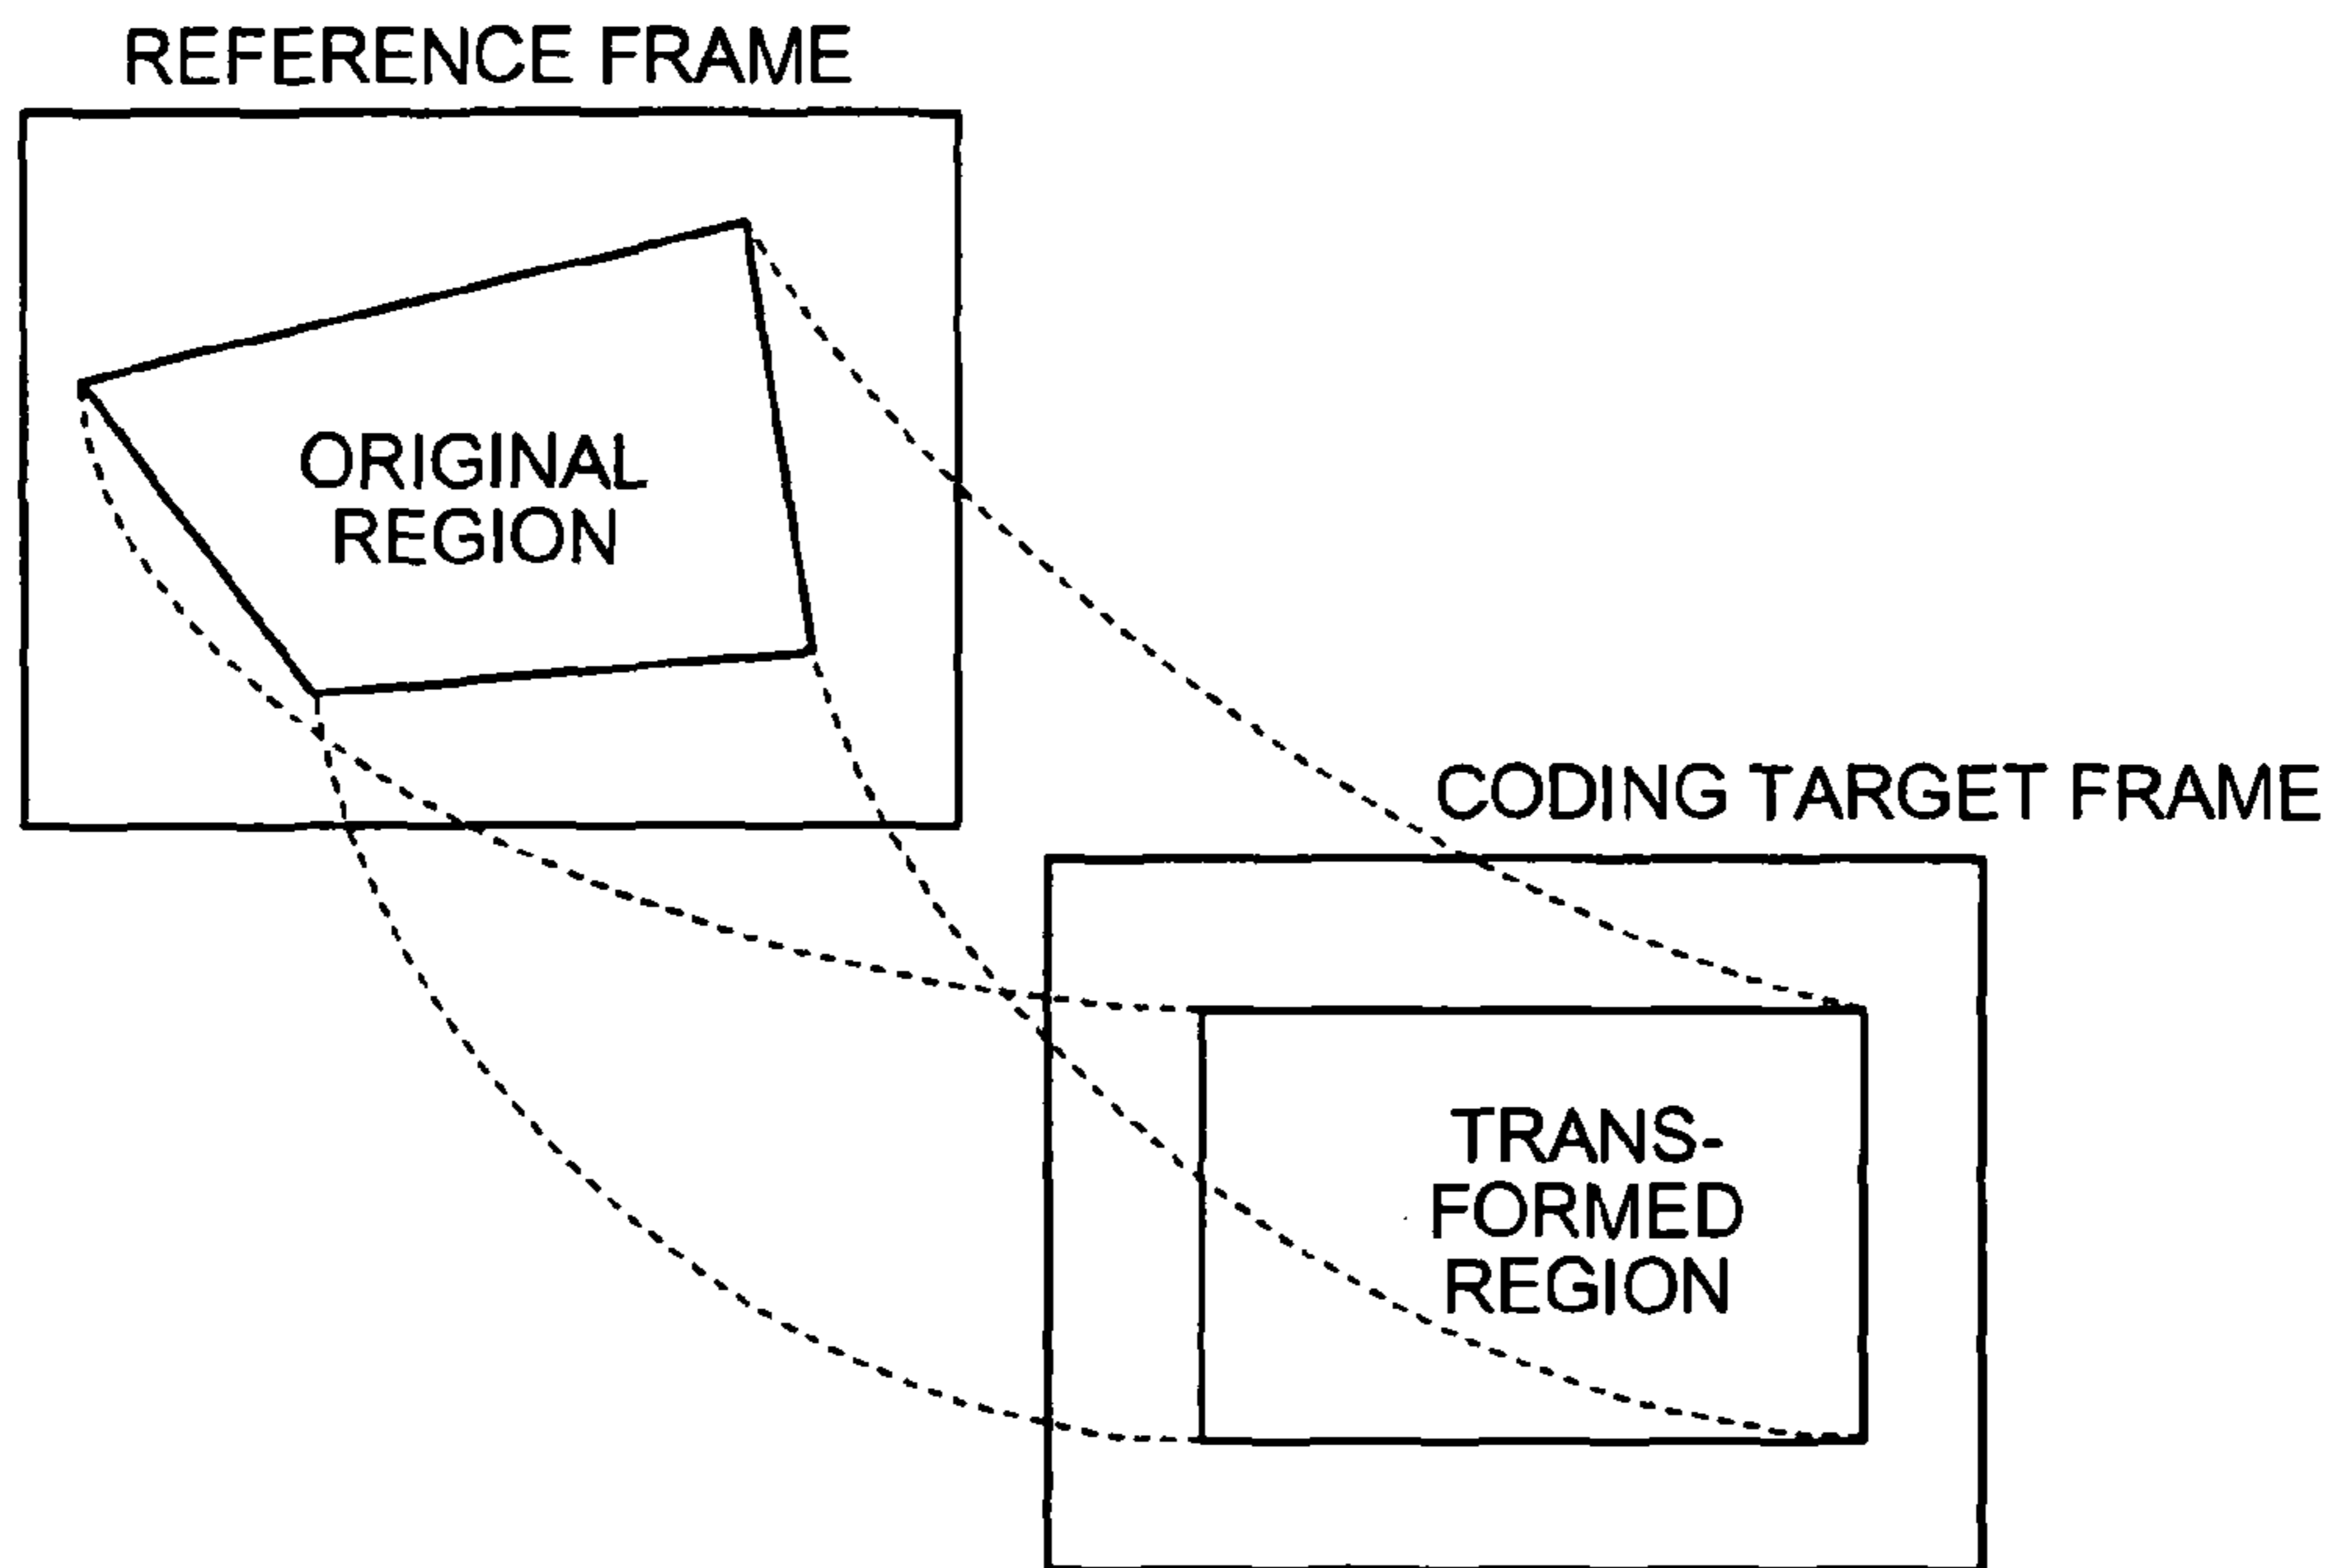 REFERENCE FRAME
ORIGINAL
REGION
CODING TARGET FRAME
TRANS-
FORMED
REGION